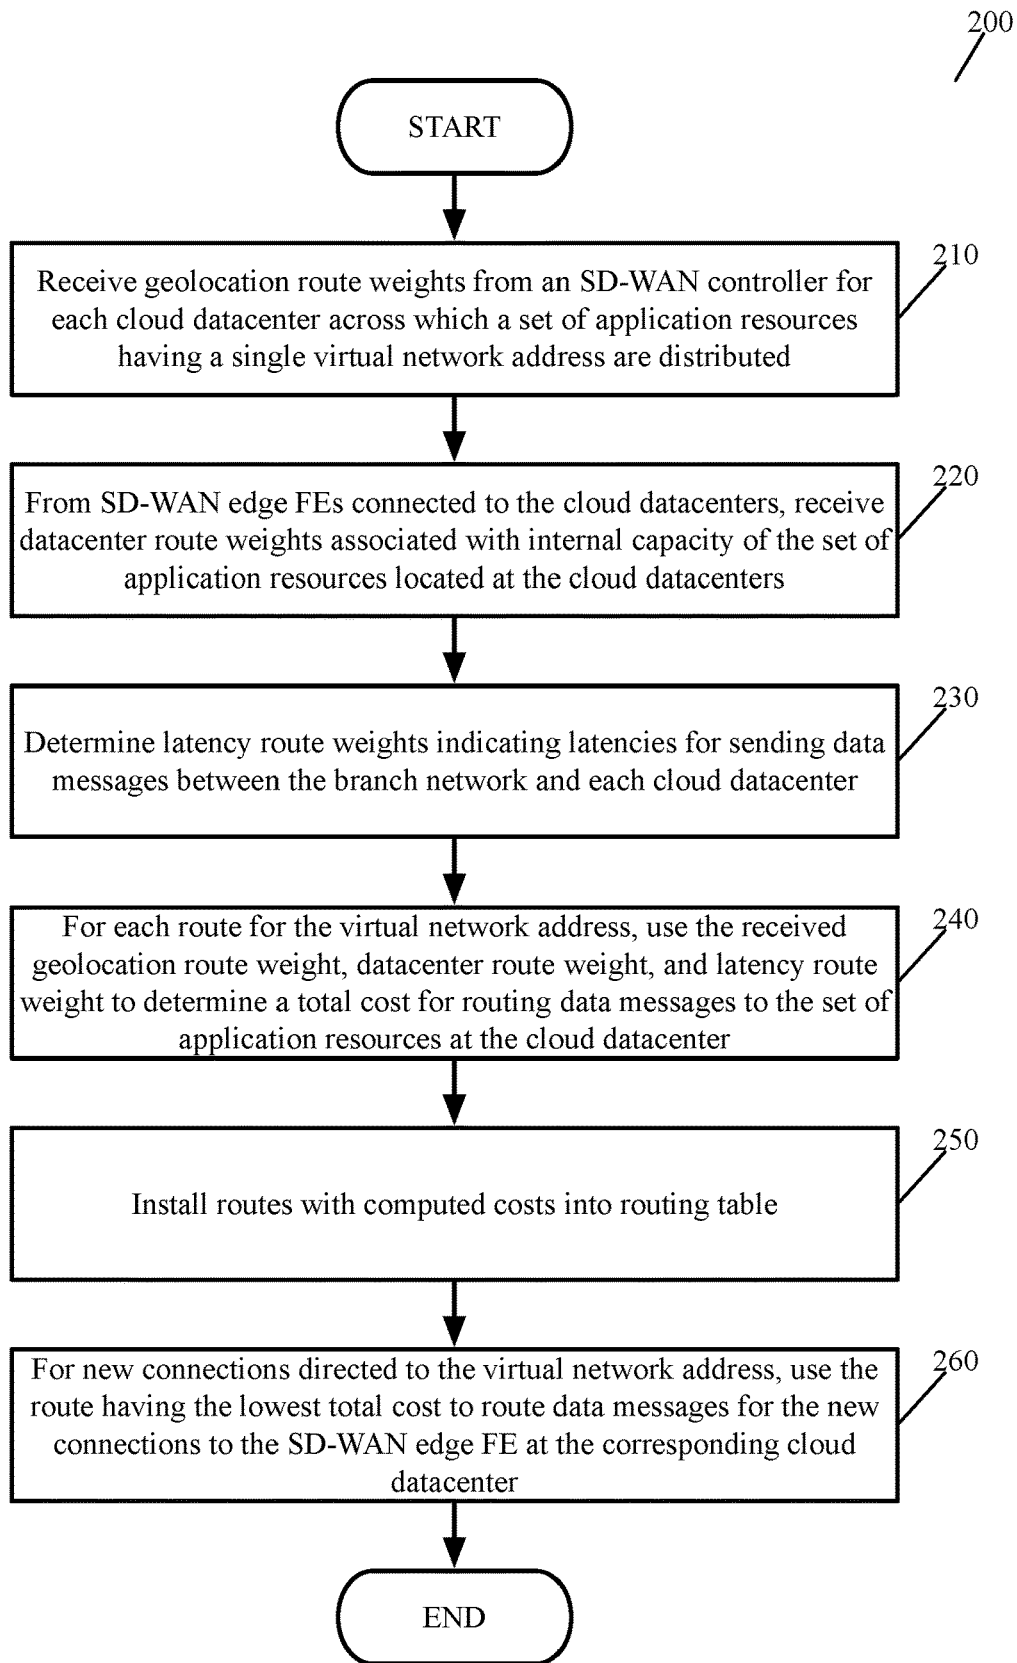 200
START
210
Receive geolocation route weights from an SD-WAN controller for
each cloud datacenter across which a set of application resources
having a single virtual network address are distributed
220
From SD-WAN edge FEs connected to the cloud datacenters, receive
datacenter route weights associated with internal capacity of the set of
application resources located at the cloud datacenters
230
Determine latency route weights indicating latencies for sending data
messages between the branch network and each cloud datacenter
240
For each route for the virtual network address, use the received
geolocation route weight, datacenter route weight, and latency route
weight to determine a total cost for routing data messages to the set of
application resources at the cloud datacenter
250
Install routes with computed costs into routing table
260
For new connections directed to the virtual network address, use the
route having the lowest total cost to route data messages for the new
connections to the SD-WAN edge FE at the corresponding cloud
datacenter
END